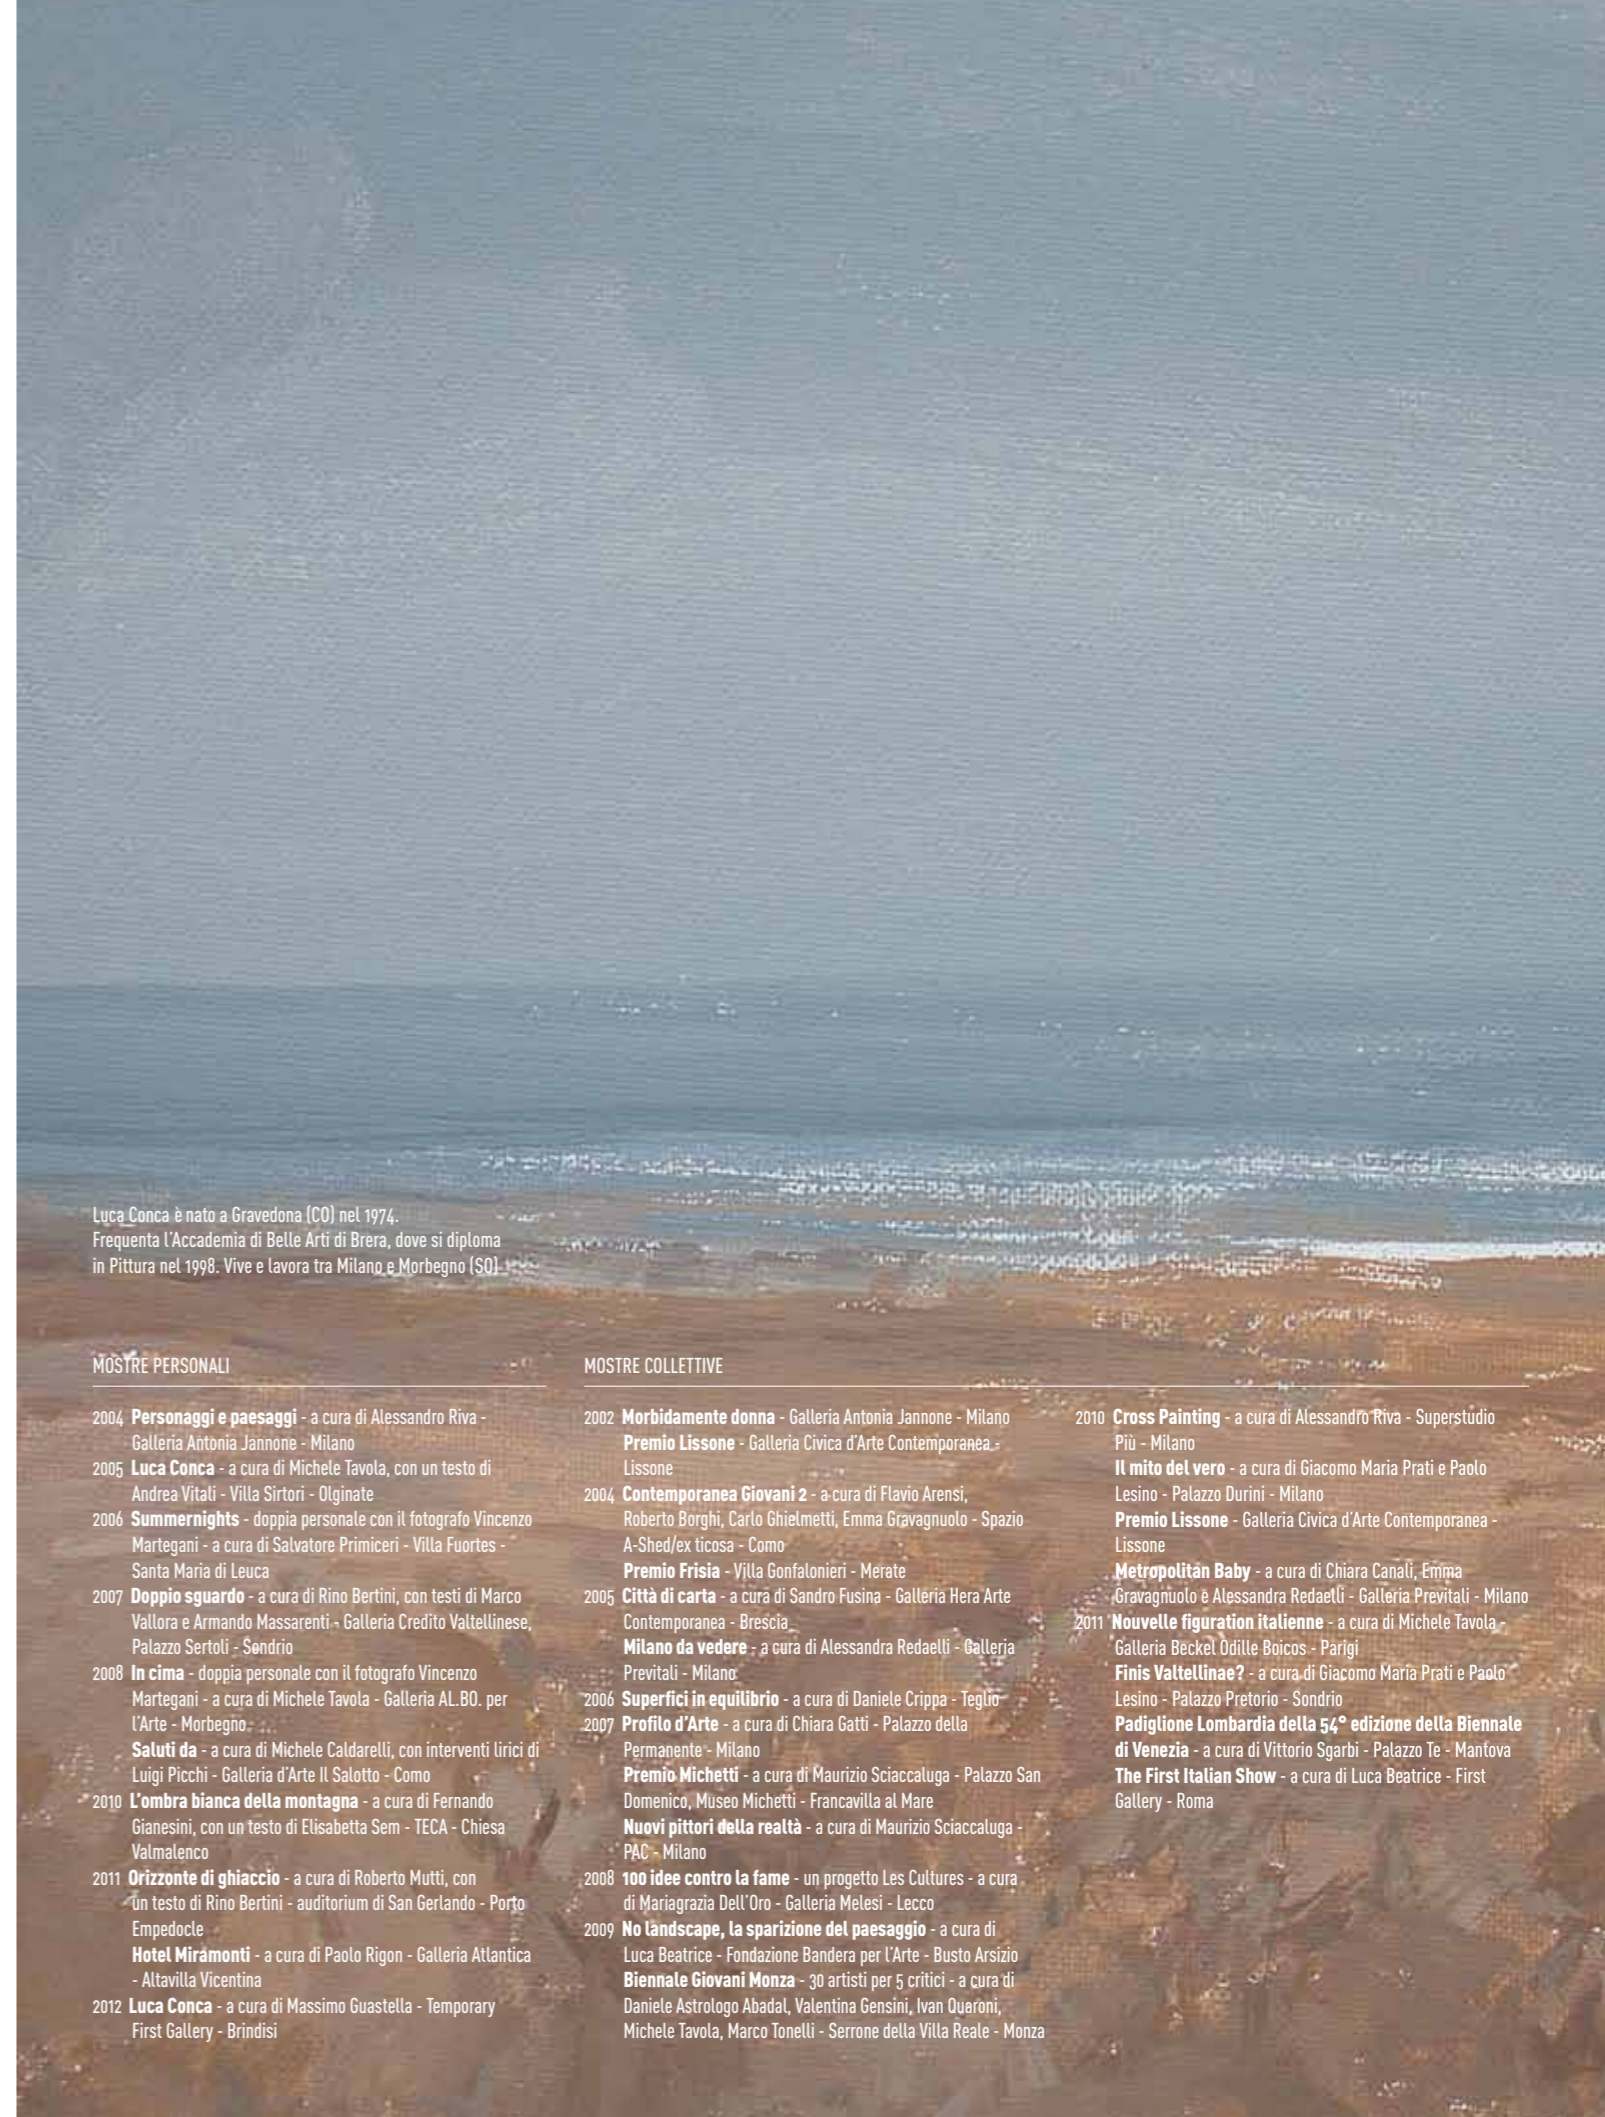 Luca Conca è nato a Gravedona (CO) nel 1974.
Frequenta l'Accademia di Belle Arti di Brera, dove si diploma
in Pittura nel 1998. Vive e lavora tra Milano e Morbegno (SO)
MOSTRE PERSONALI
2004 Personaggi e paesaggi - a cura di Alessandro Riva -
Galleria Antonia Jannone - Milano
2005 Luca Conca - a cura di Michele Tavola, con un testo di
Andrea Vitali - Villa Sirtori - Olginate
2006 Summernights - doppia personale con il fotografo Vincenzo
Martegani - a cura di Salvatore Primiceri - Villa Fuortes -
Santa Maria di Leuca
2007 Doppio sguardo - a cura di Rino Bertini, con testi di Marco
Vallora e Armando Massarenti - Galleria Credito Valtellinese,
Palazzo Sertoli - Sondrio
2008 In cima - doppia personale con il fotografo Vincenzo
Martegani - a cura di Michele Tavola - Galleria AL.BO. per
l'Arte - Morbegno
Saluti da - a cura di Michele Caldarelli, con interventi lirici di
Luigi Picchi - Galleria d'Arte Il Salotto - Como
2010 L'ombra bianca della montagna - a cura di Fernando
Gianesini, con un testo di Elisabetta Sem - TECA - Chiesa
Valmalenco
2011 Orizzonte di ghiaccio - a cura di Roberto Mutti, con
un testo di Rino Bertini - auditorium di San Gerlando - Porto
Empedocle
Hotel Miramonti - a cura di Paolo Rigon - Galleria Atlantica
- Altavilla Vicentina
2012 Luca Conca - a cura di Massimo Guastella - Temporary
First Gallery - Brindisi
MOSTRE COLLETTIVE
2002 Morbidamente donna - Galleria Antonia Jannone - Milano
Premio Lissone - Galleria Civica d'Arte Contemporanea -
Lissone
2004 Contemporanea Giovani 2 - a cura di Flavio Arensi,
Roberto Borghi, Carlo Ghielmetti, Emma Gravagnuolo - Spazio
A-Shed/ex ticosa - Como
Premio Frisia - Villa Gonfalonieri - Merate
2005 Città di carta - a cura di Sandro Fusina - Galleria Hera Arte
Contemporanea - Brescia
Milano da vedere - a cura di Alessandra Redaelli - Galleria
Previtali - Milano
2006 Superfici in equilibrio - a cura di Daniele Crippa - Teglio
2007 Profilo d'Arte - a cura di Chiara Gatti - Palazzo della
Permanente - Milano
Premio Michetti - a cura di Maurizio Sciaccaluga - Palazzo San
Domenico, Museo Michetti - Francavilla al Mare
Nuovi pittori della realtà - a cura di Maurizio Sciaccaluga -
PAC - Milano
2008 100 idee contro la fame - un progetto Les Cultures - a cura
di Mariagrazia Dell'Oro - Galleria Melesi - Lecco
2009 No landscape, la sparizione del paesaggio - a cura di
Luca Beatrice - Fondazione Bandera per l'Arte - Busto Arsizio
Biennale Giovani Monza - 30 artisti per 5 critici - a cura di
Daniele Astrologo Abadal, Valentina Gensini, Ivan Quaroni,
Michele Tavola, Marco Tonelli - Serrone della Villa Reale - Monza
2010 Cross Painting - a cura di Alessandro Riva - Superstudio
Più - Milano
Il mito del vero - a cura di Giacomo Maria Prati e Paolo
Lesino - Palazzo Durini - Milano
Premio Lissone - Galleria Civica d'Arte Contemporanea -
Lissone
Metropolitan Baby - a cura di Chiara Canali, Emma
Gravagnuolo e Alessandra Redaelli - Galleria Previtali - Milano
2011 Nouvelle figuration italienne - a cura di Michele Tavola -
Galleria Beckel Odille Boicos - Parigi
Finis Valtellinae? - a cura di Giacomo Maria Prati e Paolo
Lesino - Palazzo Pretorio - Sondrio
Padiglione Lombardia della 54° edizione della Biennale
di Venezia - a cura di Vittorio Sgarbi - Palazzo Te - Mantova
The First Italian Show - a cura di Luca Beatrice - First
Gallery - Roma